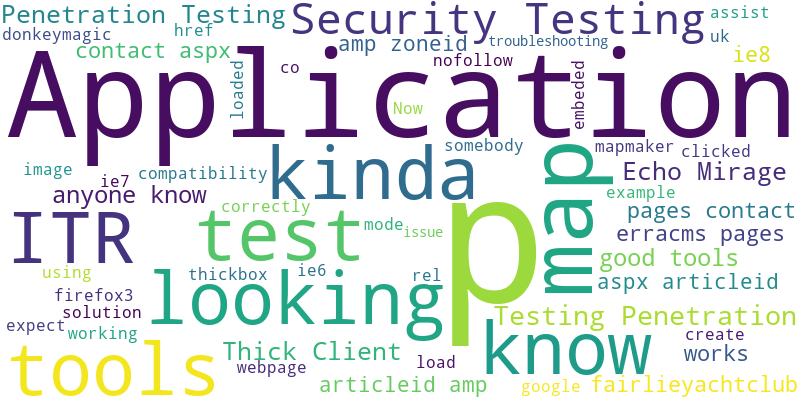 Penetration Testing
href
Security Testing
assist
donkeymagic
contact aspx
amp zoneid
troubleshooting
uk
ie8
loaded
co
nofollow
embeded
Application
Now
image
ie7
compatibility
somebody
mapmaker
clicked
kinda
map
Echo Mirage
anyone know
example
ITR
test
correctly
mode
issue
p
pages contact
erracms pages
good tools
using
thickbox
ie6
rel
aspx articleid
firefox3
solution
looking
expect
working
Testing Penetration
create
tools
Thick Client
webpage
load
know
works
articleid amp
google
fairlieyachtclub